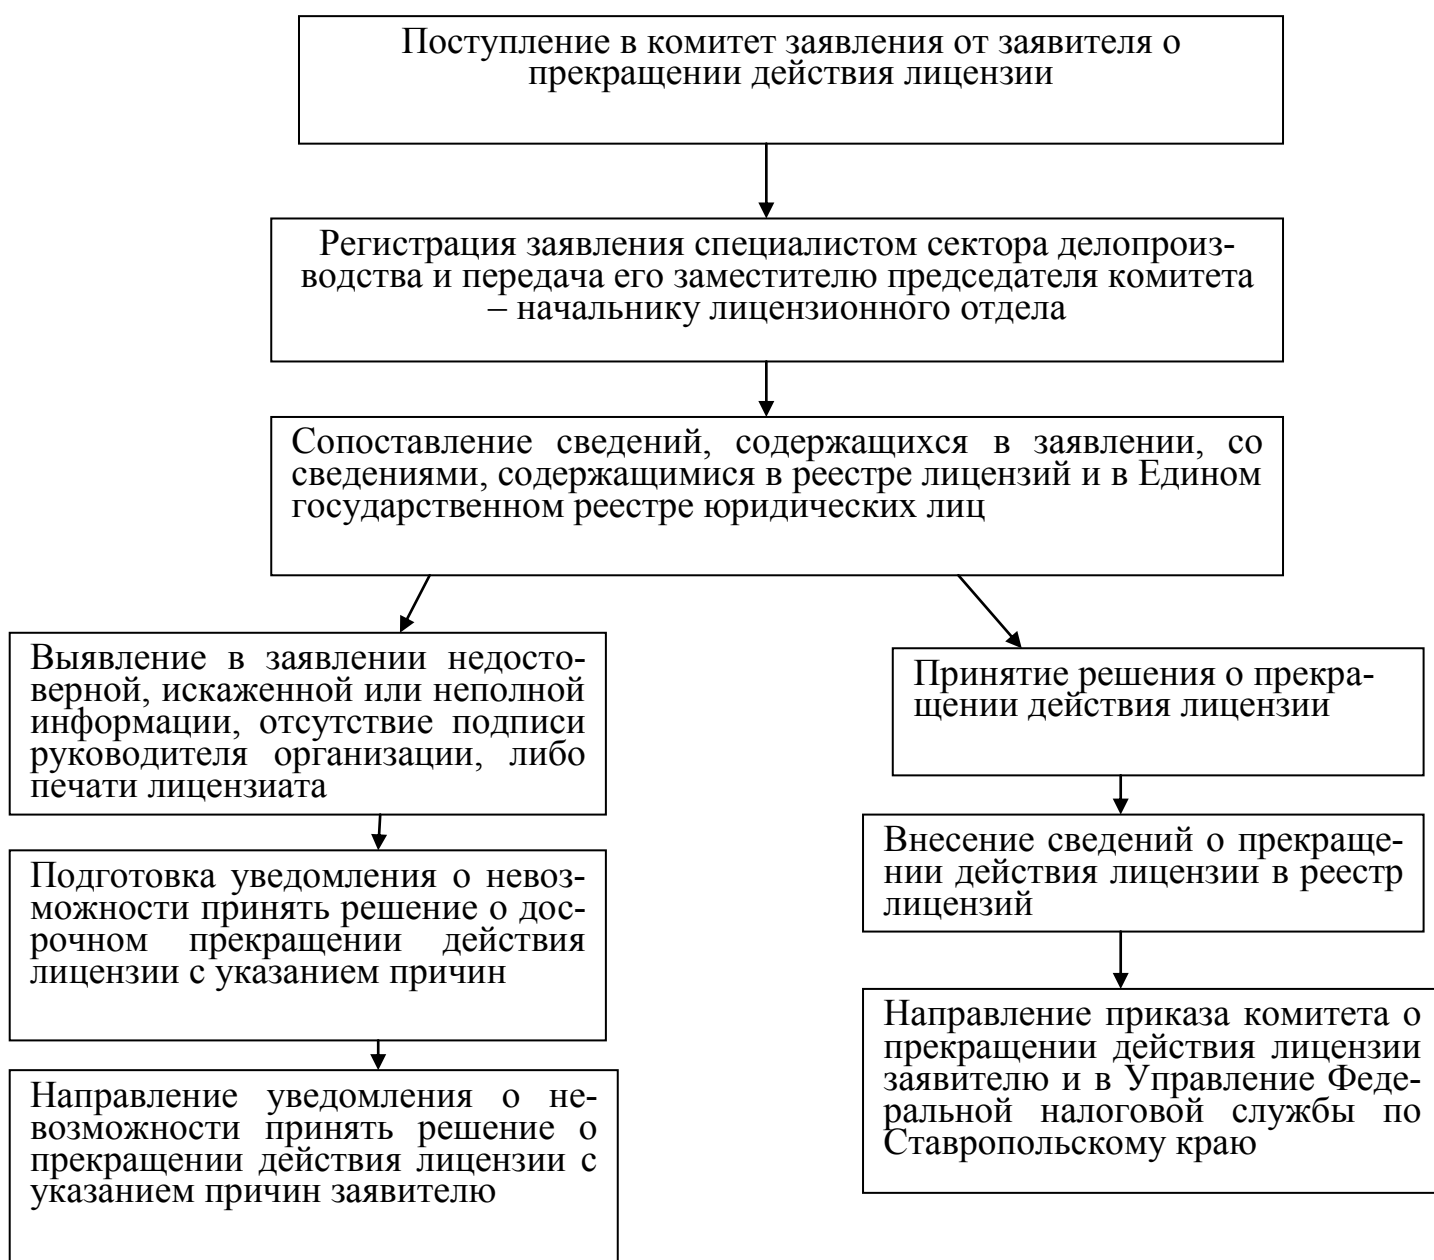 Поступление в комитет заявления от заявителя о
прекращении действия лицензии
Регистрация заявления специалистом сектора делопроиз-
водства и передача его заместителю председателя комитета
– начальнику лицензионного отдела
Сопоставление сведений, содержащихся в заявлении, со
сведениями, содержащимися в реестре лицензий и в Едином
государственном реестре юридических лиц
Выявление в заявлении недосто-
верной, искаженной или неполной
информации, отсутствие подписи
руководителя организации, либо
печати лицензиата
Подготовка уведомления о невоз-
можности принять решение о дос-
рочном прекращении действия
лицензии с указанием причин
Направление уведомления о не-
возможности принять решение о
прекращении действия лицензии с
указанием причин заявителю
Принятие решения о прекра-
щении действия лицензии
Внесение сведений о прекраще-
нии действия лицензии в реестр
лицензий
Направление приказа комитета о
прекращении действия лицензии
заявителю и в Управление Феде-
ральной налоговой службы по
Ставропольскому краю